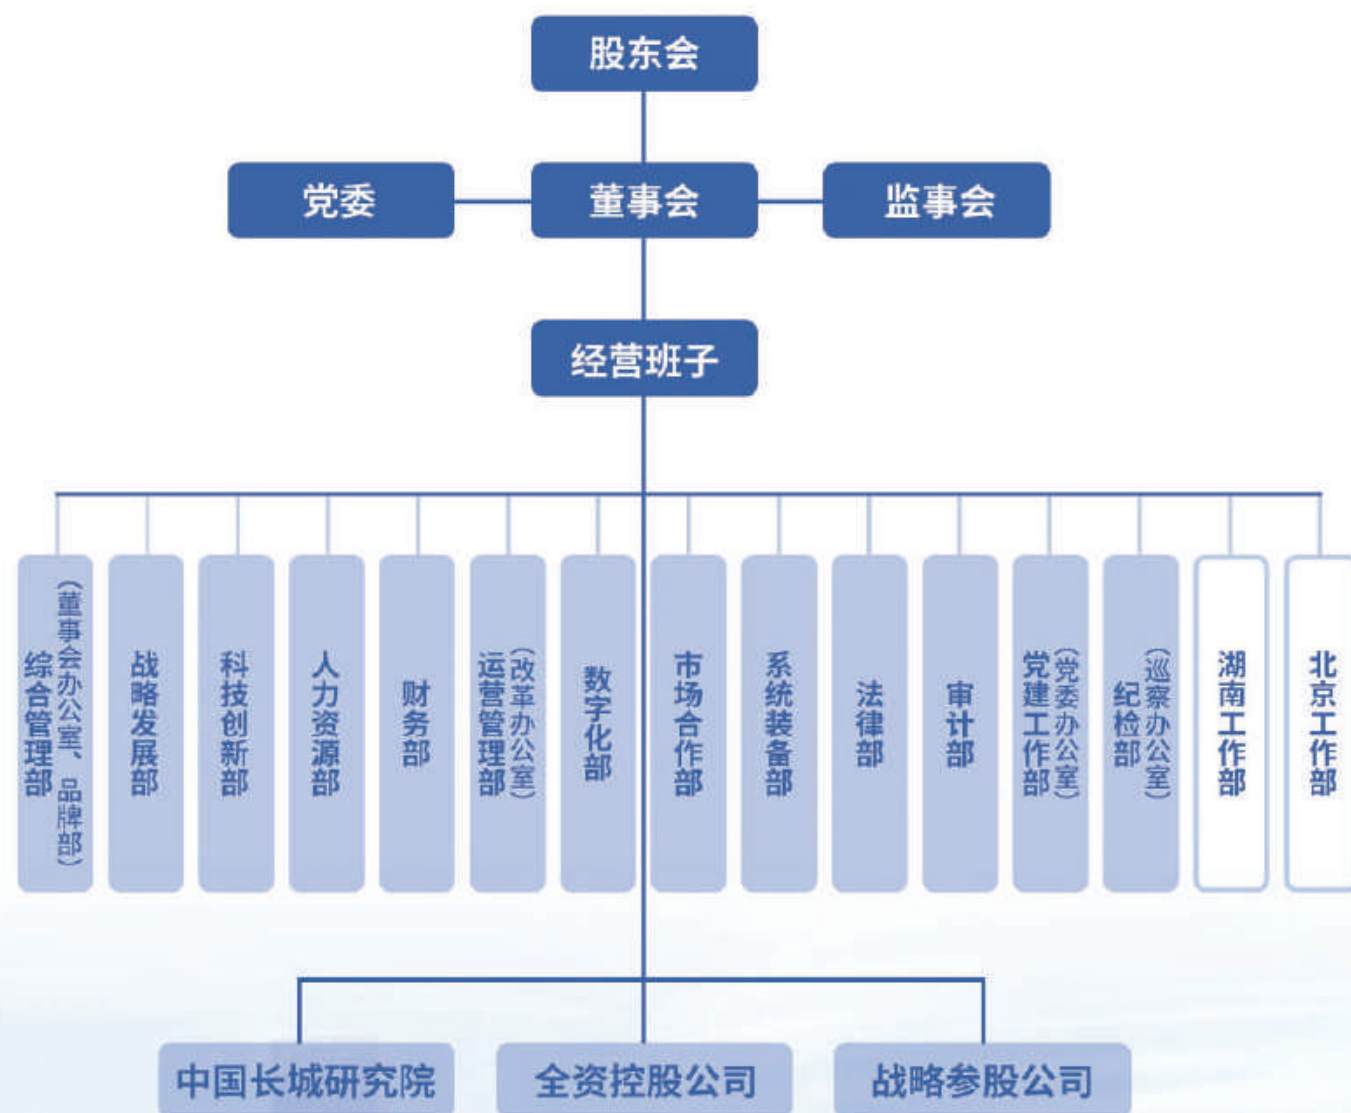 股东会
党委
董事会
监事会
经营班子
综合管理部
（董事会办公室、品牌部）
战略发展部
科技创新部
人力资源部
财务部
运营管理部
（改革办公室）
数字化部
市场合作部
系统装备部
法律部
审计部
党建工作部
（党委办公室）
纪检部
（巡察办公室）
湖南工作部
北京工作部
中国长城研究院
全资控股公司
战略参股公司